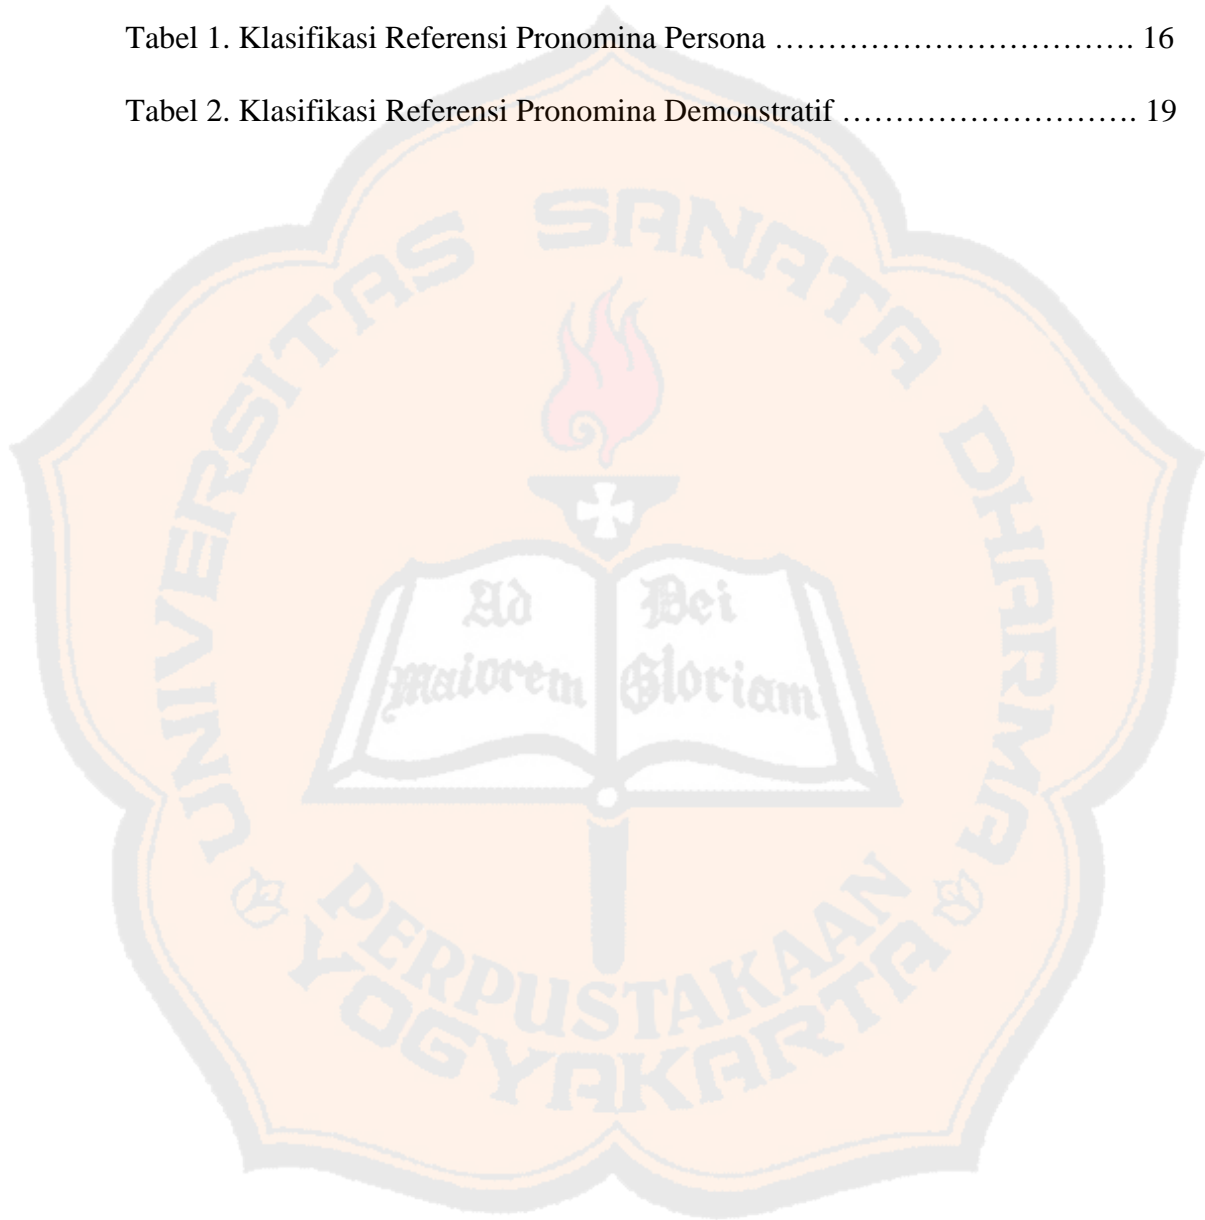 Tabel 1. Klasifikasi Referensi Pronomina Persona ……………………………. 16
Tabel 2. Klasifikasi Referensi Pronomina Demonstratif ………………………. 19
UNIVERSITAS SANATA DHARMA
Ad Dei
Maiorem Gloriam
PERPUSTAKAAN
YOGYAKARTA